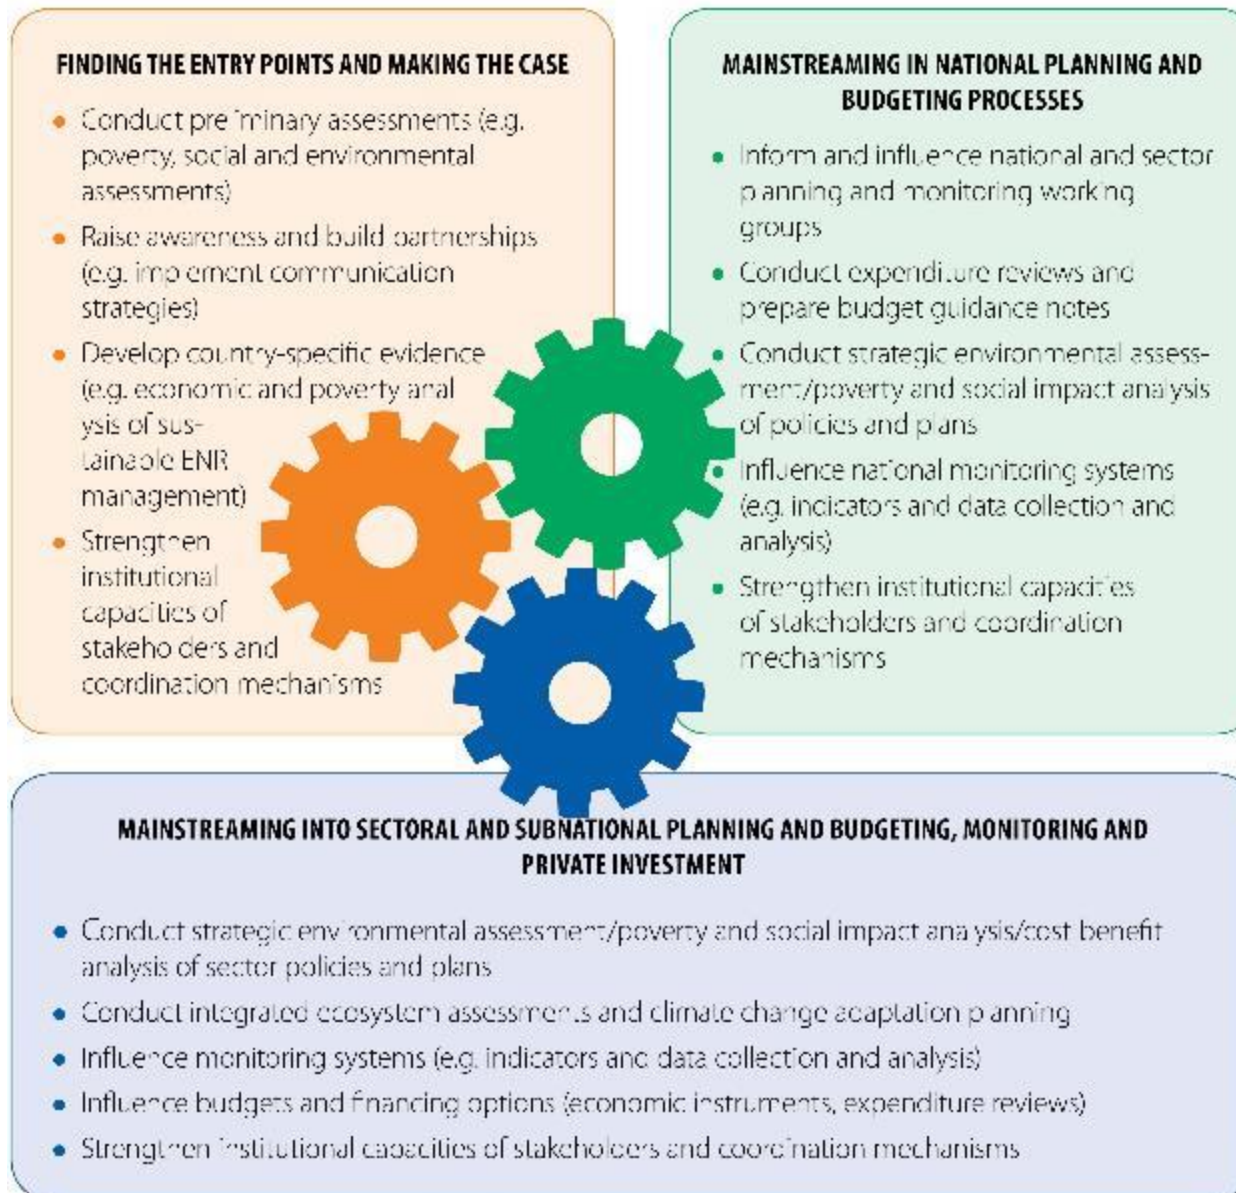 FINDING THE ENTRY POINTS AND MAKING THE CASE
• Conduct preliminary assessments (e.g.
poverty, social and environmental
assessments)
• Raise awareness and build partnerships
(e.g. implement communication
strategies)
• Develop country-specific evidence
(e.g. economic and poverty anal
ysis of sus-
tainable ENR
management)
• Strengthen
institutional
capacities of
stakeholders and
coordination mechanisms
MAINSTREAMING IN NATIONAL PLANNING AND
BUDGETING PROCESSES
• Inform and influence national and sector
planning and monitoring working
groups
• Conduct expenditure reviews and
prepare budget guidance notes
• Conduct strategic environmental assess-
ment/poverty and social impact analysis
of policies and plans
• Influence national monitoring systems
(e.g. indicators and data collection and
analysis)
• Strengthen institutional capacities
of stakeholders and coordination
mechanisms
MAINSTREAMING INTO SECTORAL AND SUBNATIONAL PLANNING AND BUDGETING, MONITORING AND
PRIVATE INVESTMENT
• Conduct strategic environmental assessment/poverty and social impact analysis/cost-benefit
analysis of sector policies and plans
• Conduct integrated ecosystem assessments and climate change adaptation planning
• Influence monitoring systems (e.g. indicators and data collection and analysis)
• Influence budgets and financing options (economic instruments, expenditure reviews)
• Strengthen institutional capacities of stakeholders and coordination mechanisms